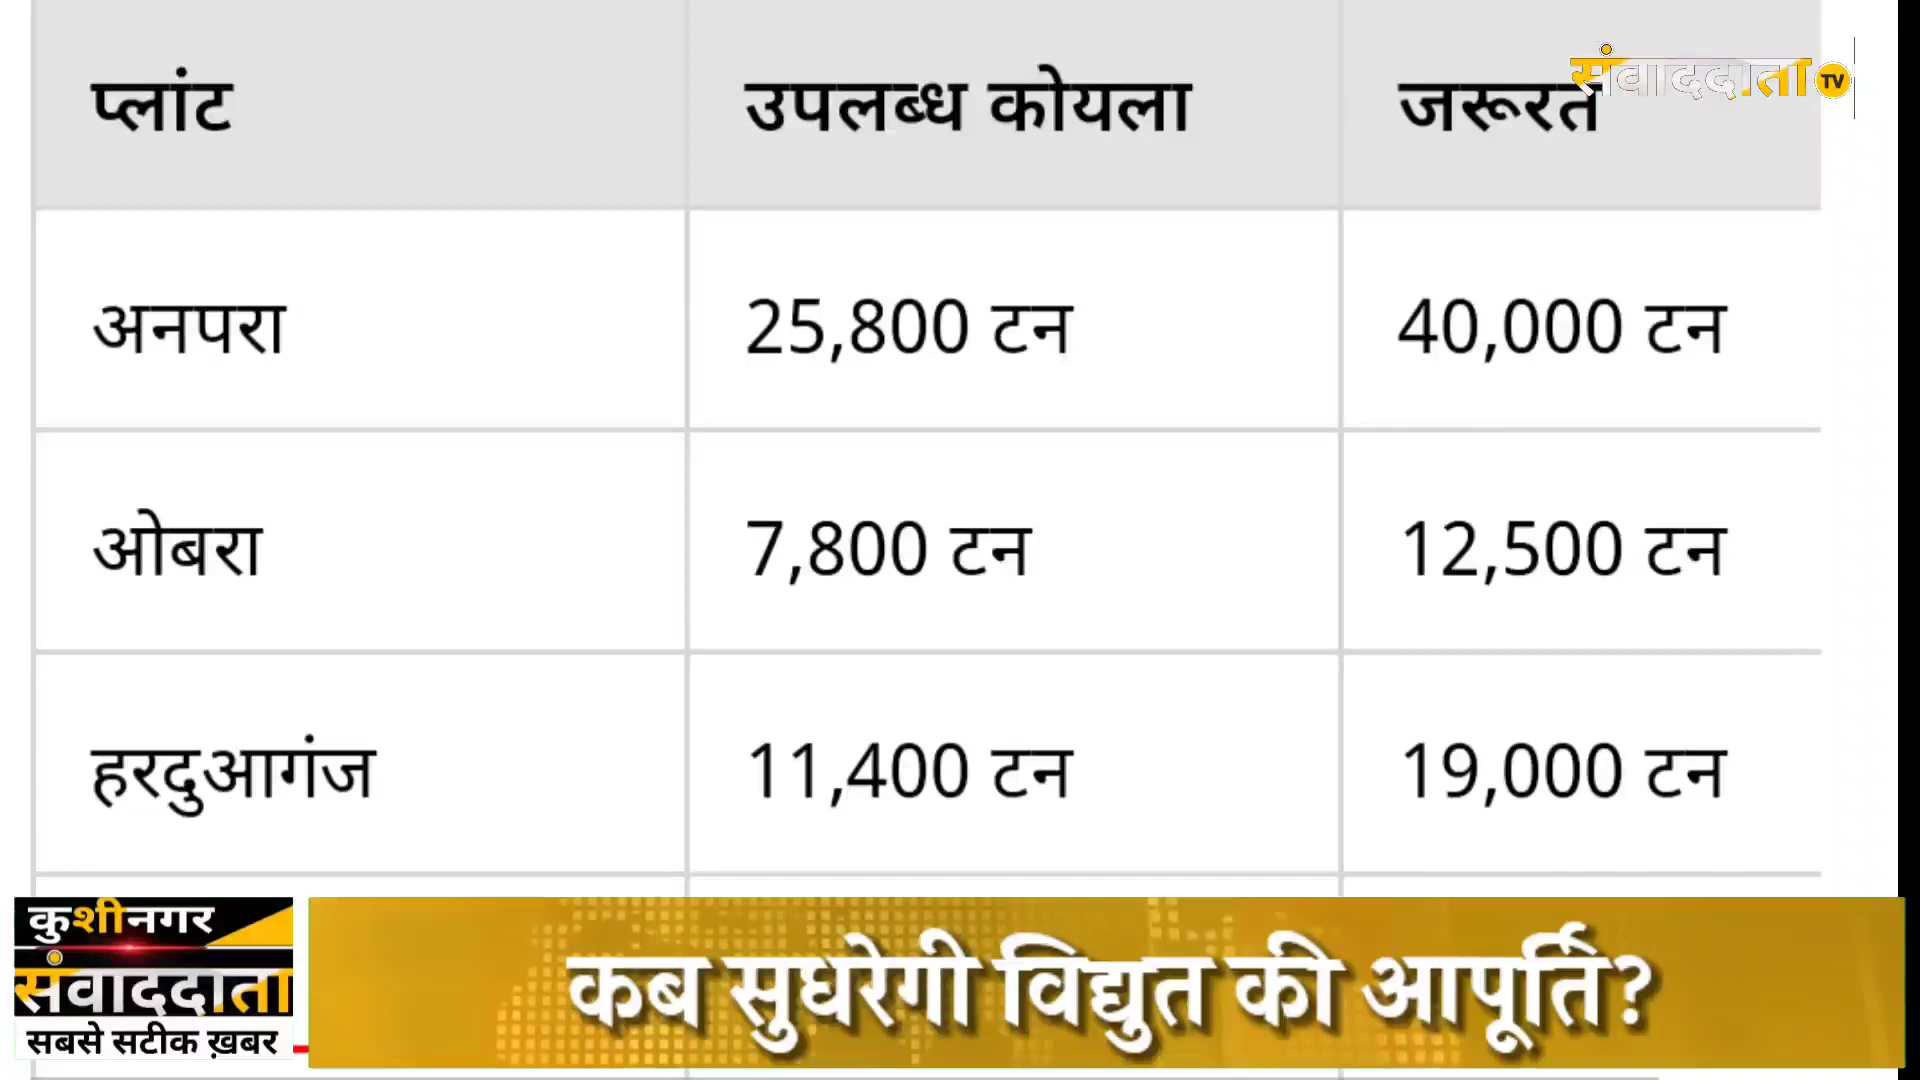 प्लांट उपलब्ध कोयला जरूरत
संवाददाता TV
अनपरा 25,800 टन 40,000 टन
ओबरा 7,800 टन 12,500 टन
हरदुआगंज 11,400 टन 19,000 टन
कुशीनगर
संवाददाता
सबसे सटीक ख़बर
कब सुधरेगी विद्युत की आपूर्ति?